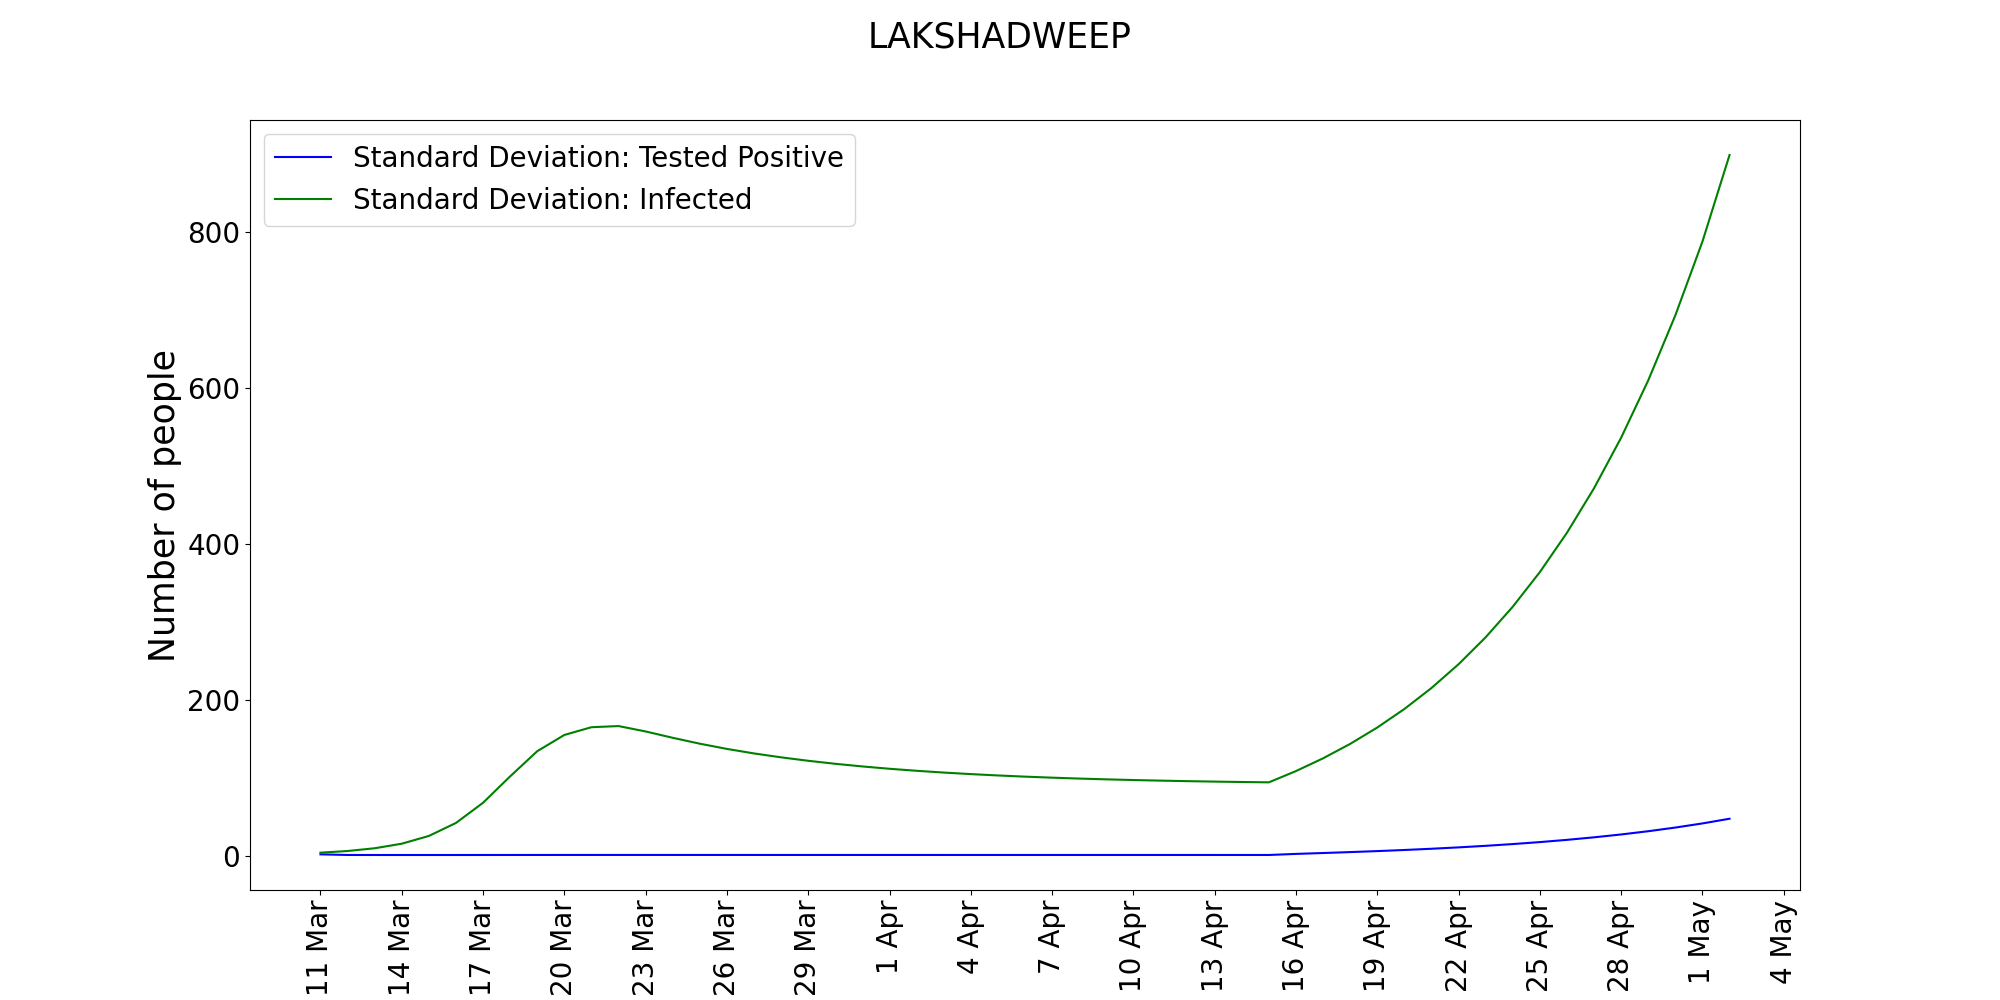 LAKSHADWEEP
Standard Deviation: Tested Positive
Standard Deviation: Infected
Number of people
800
600
400
200
0
11 Mar
14 Mar
17 Mar
20 Mar
23 Mar
26 Mar
29 Mar
1 Apr
4 Apr
7 Apr
10 Apr
13 Apr
16 Apr
19 Apr
22 Apr
25 Apr
28 Apr
1 May
4 May